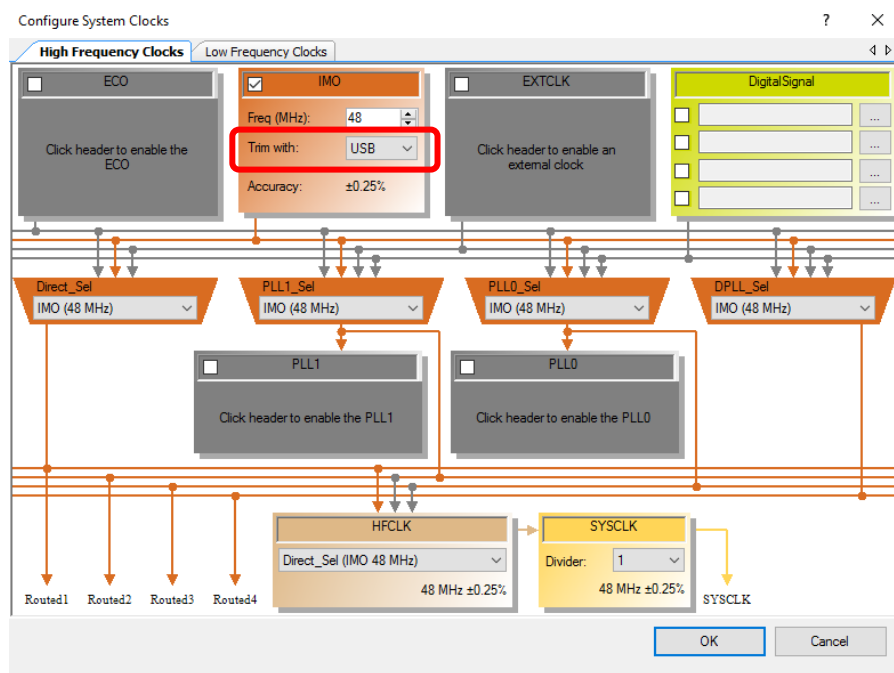 Configure System Clocks
?
High Frequency Clocks
Low Frequency Clocks
ECO
Click header to enable the
ECO
IMO
Freq (MHz): 48
Trim with: USB
Accuracy: ±0.25%
EXTCLK
Click header to enable an
external clock
DigitalSignal
...
...
...
...
Direct_Sel
IMO (48 MHz)
PLL1_Sel
IMO (48 MHz)
PLL0_Sel
IMO (48 MHz)
DPLL_Sel
IMO (48 MHz)
PLL1
Click header to enable the PLL1
PLL0
Click header to enable the PLL0
HFCLK
Direct_Sel (IMO 48 MHz)
48 MHz ±0.25%
SYSCLK
Divider: 1
48 MHz ±0.25%
Routed1
Routed2
Routed3
Routed4
SYSCLK
OK
Cancel